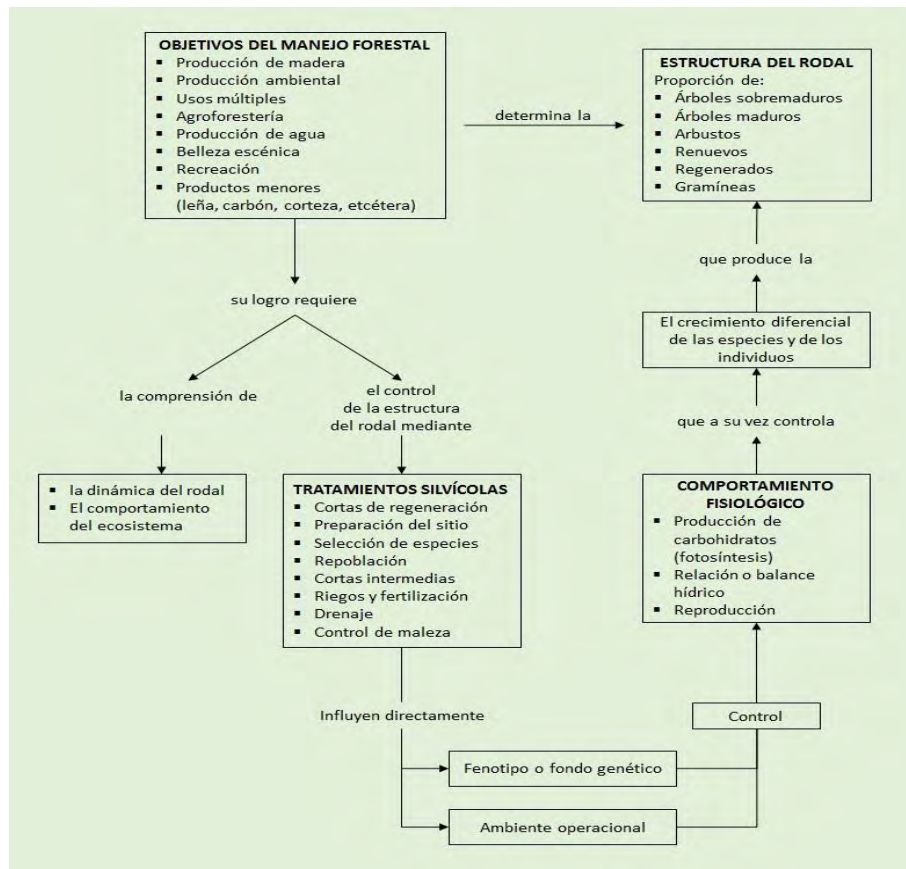 OBJETIVOS DEL MANEJO FORESTAL
▪ Producción de madera
▪ Producción ambiental
▪ Usos múltiples
▪ Agroforestería
▪ Producción de agua
▪ Belleza escénica
▪ Recreación
▪ Productos menores
(leña, carbón, corteza, etcétera)
determina la
ESTRUCTURA DEL RODAL
Proporción de:
▪ Árboles sobremaduros
▪ Árboles maduros
▪ Arbustos
▪ Renuevos
▪ Regenerados
▪ Gramíneas
su logro requiere
la comprensión de
▪ la dinámica del rodal
▪ El comportamiento
del ecosistema
el control
de la estructura
del rodal mediante
TRATAMIENTOS SILVÍCOLAS
▪ Cortas de regeneración
▪ Preparación del sitio
▪ Selección de especies
▪ Repoblación
▪ Cortas intermedias
▪ Riegos y fertilización
▪ Drenaje
▪ Control de maleza
Influyen directamente
Fenotipo o fondo genético
Ambiente operacional
Control
COMPORTAMIENTO
FISIOLÓGICO
▪ Producción de
carbohidratos
(fotosíntesis)
▪ Relación o balance
hídrico
▪ Reproducción
que a su vez controla
El crecimiento diferencial
de las especies y de los
individuos
que produce la